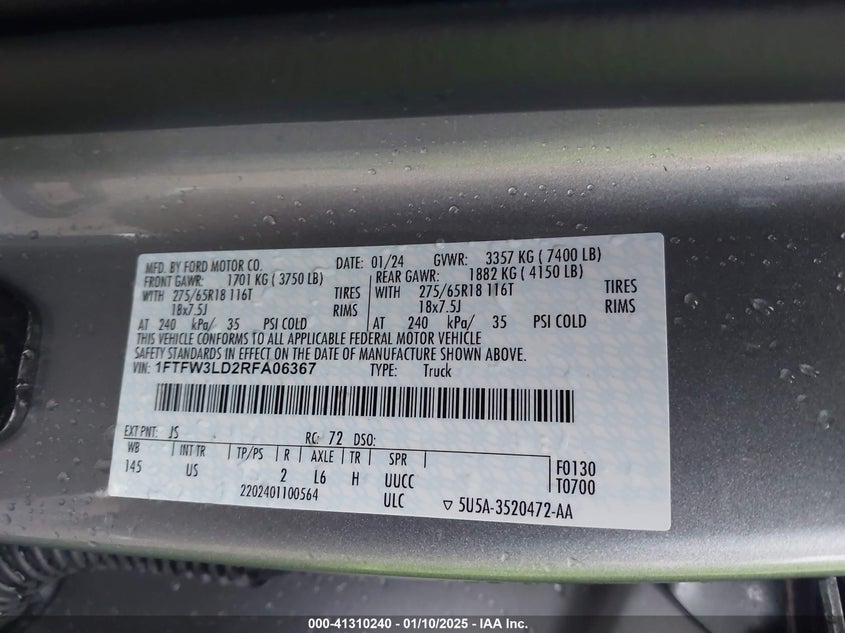 MFD. BY FORD MOTOR CO. DATE: 01/24 GVWR: 3357 KG ( 7400 LB)
FRONT GAWR: 1701 KG ( 3750 LB) REAR GAWR: 1882 KG ( 4150 LB)
WITH 275/65R18 116T TIRES WITH 275/65R18 116T TIRES
18x7.5J RIMS 18x7.5J RIMS
AT 240 kPa/ 35 PSI COLD AT 240 kPa/ 35 PSI COLD
THIS VEHICLE CONFORMS TO ALL APPLICABLE FEDERAL MOTOR VEHICLE
SAFETY STANDARDS IN EFFECT ON THE DATE OF MANUFACTURE SHOWN ABOVE.
VIN: 1FTFW3LD2RFA06367 TYPE: Truck
EXT PNT: JS RC: 72 DSO:
WB INT TR TP/PS R AXLE TR SPR F0130
145 US 2 L6 H UUCC T0700
2202401100564 ULC ▽ 5U5A-3520472-AA
000-41310240 - 01/10/2025 - IAA Inc.